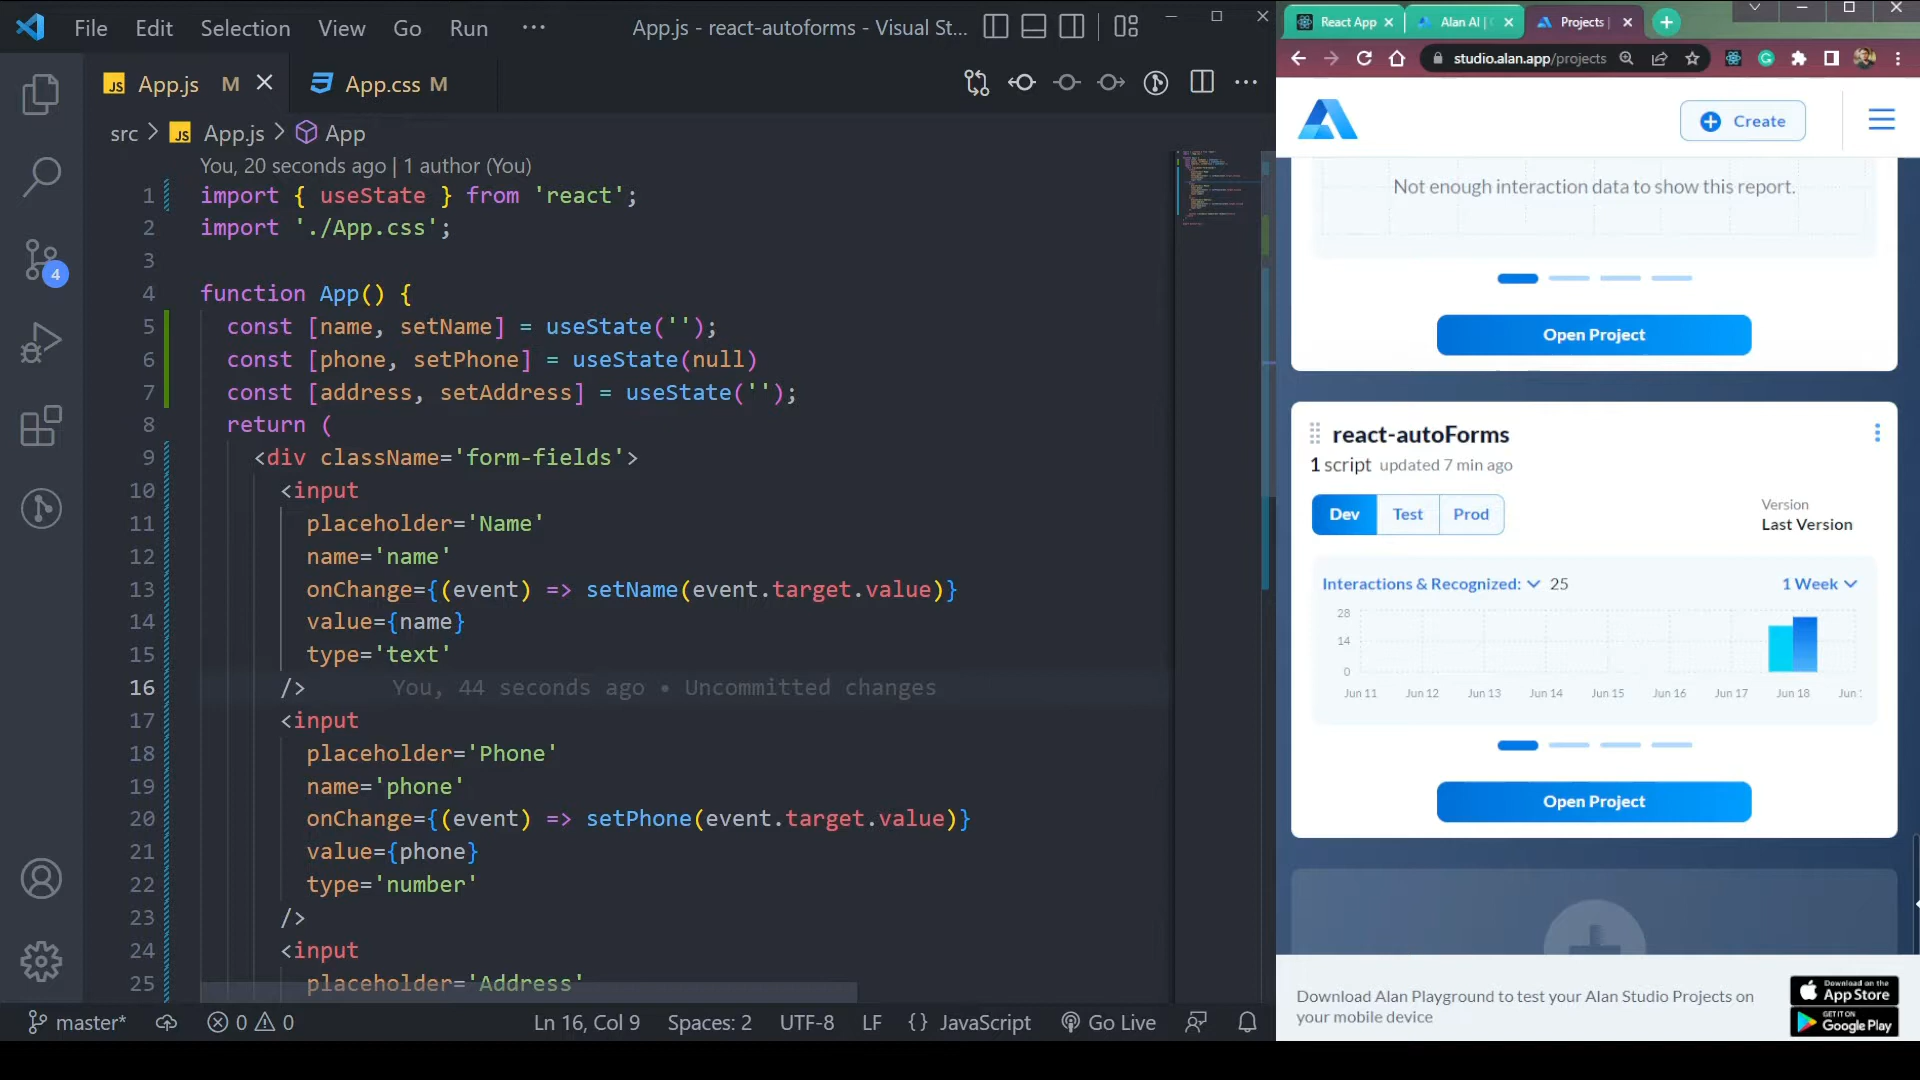 File Edit Selection View Go Run ··· App.js - react-autoforms - Visual St...
App.js M App.css M
src > App.js > App
You, 20 seconds ago | 1 author (You)
1 import { useState } from 'react';
2 import './App.css';
3
4 function App() {
5 const [name, setName] = useState('');
6 const [phone, setPhone] = useState(null)
7 const [address, setAddress] = useState('');
8 return (
9 <div className='form-fields'>
10 <input
11 placeholder='Name'
12 name='name'
13 onChange={(event) => setName(event.target.value)}
14 value={name}
15 type='text'
16 /> You, 44 seconds ago • Uncommitted changes
17 <input
18 placeholder='Phone'
19 name='phone'
20 onChange={(event) => setPhone(event.target.value)}
21 value={phone}
22 type='number'
23 />
24 <input
25 placeholder='Address'
4
master* 0 0 Ln 16, Col 9 Spaces: 2 UTF-8 LF {} JavaScript Go Live
React App Alan AI | Projects |
studio.alan.app/projects
Create
Not enough interaction data to show this report.
Open Project
react-autoForms
1 script updated 7 min ago
Dev Test Prod
Version
Last Version
Interactions & Recognized: 25 1 Week
28
14
0
Jun 11 Jun 12 Jun 13 Jun 14 Jun 15 Jun 16 Jun 17 Jun 18 Jun
Open Project
Download Alan Playground to test your Alan Studio Projects on
your mobile device
Download on the
App Store
GET IT ON
Google Play